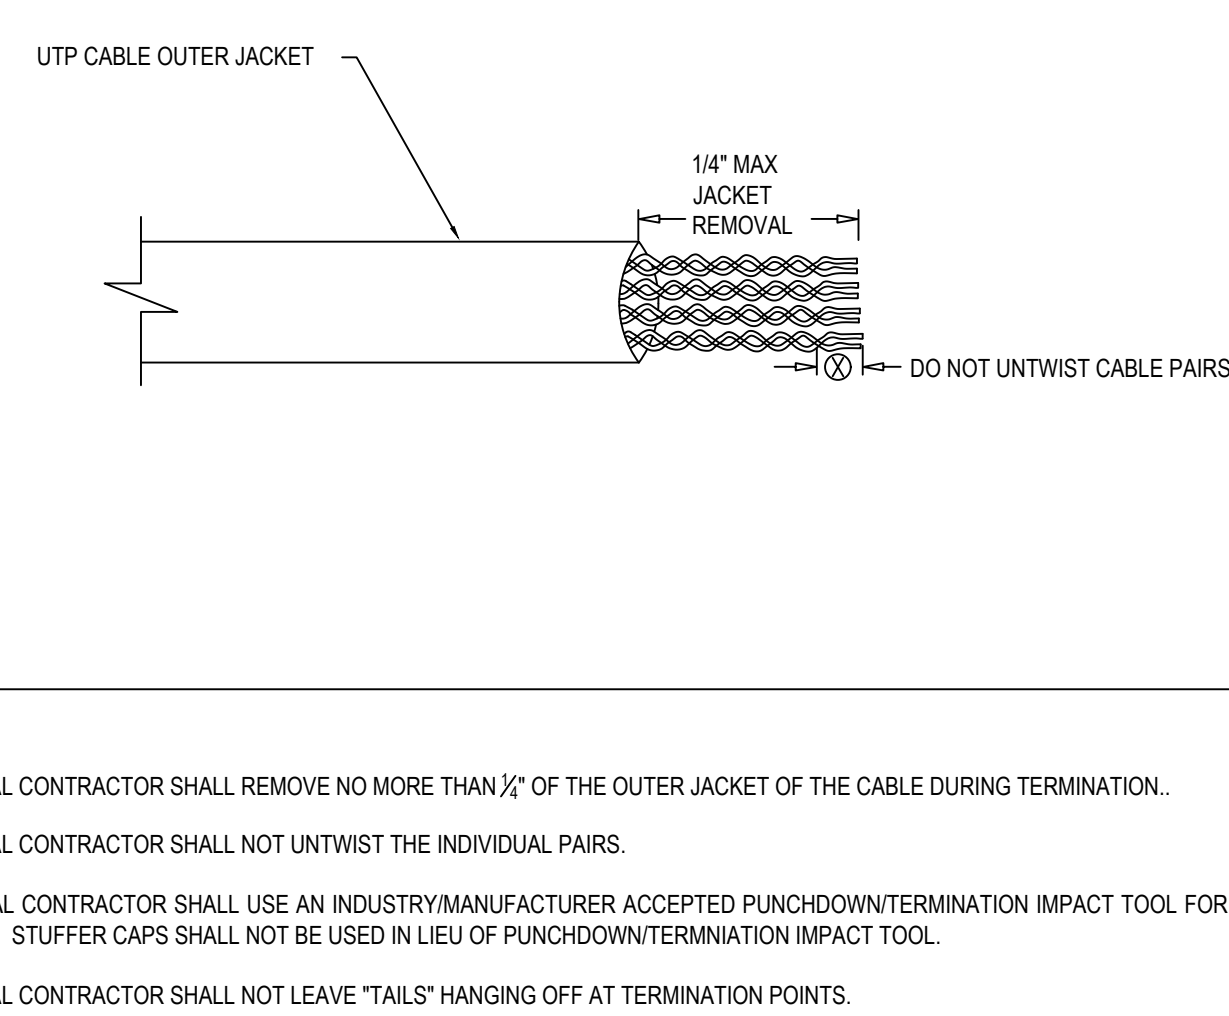 UTP CABLE OUTER JACKET
1/4" MAX
JACKET
REMOVAL
X
DO NOT UNTWIST CABLE PAIRS
AL CONTRACTOR SHALL REMOVE NO MORE THAN 1/4" OF THE OUTER JACKET OF THE CABLE DURING TERMINATION..
AL CONTRACTOR SHALL NOT UNTWIST THE INDIVIDUAL PAIRS.
AL CONTRACTOR SHALL USE AN INDUSTRY/MANUFACTURER ACCEPTED PUNCHDOWN/TERMINATION IMPACT TOOL FOR
STUFFER CAPS SHALL NOT BE USED IN LIEU OF PUNCHDOWN/TERMNIATION IMPACT TOOL.
AL CONTRACTOR SHALL NOT LEAVE "TAILS" HANGING OFF AT TERMINATION POINTS.